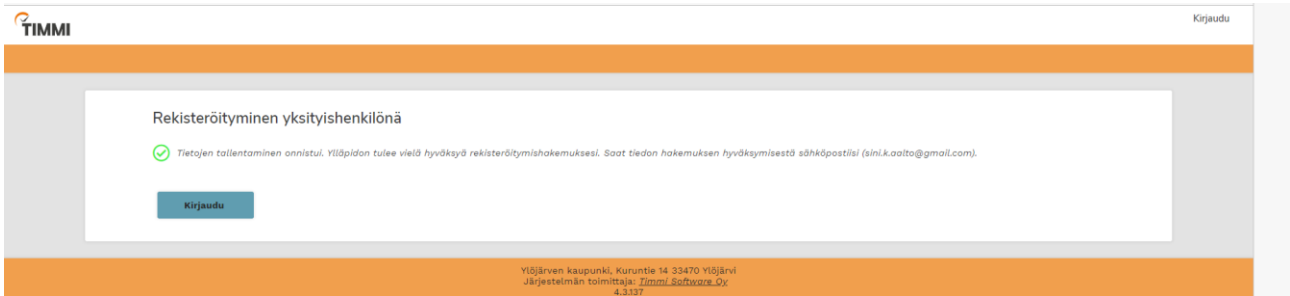 TIMMI
Kirjaudu
Rekisteröityminen yksityishenkilönä
Tietojen tallentaminen onnistui. Ylläpidon tulee vielä hyväksyä rekisteröitymishakemuksesi. Saat tiedon hakemuksen hyväksymisestä sähköpostiisi (sini.k.aalto@gmail.com).
Kirjaudu
Ylöjärven kaupunki, Kuruntie 14 33470 Ylöjärvi
Järjestelmän toimittaja: Timmi Software Oy
4.3.137